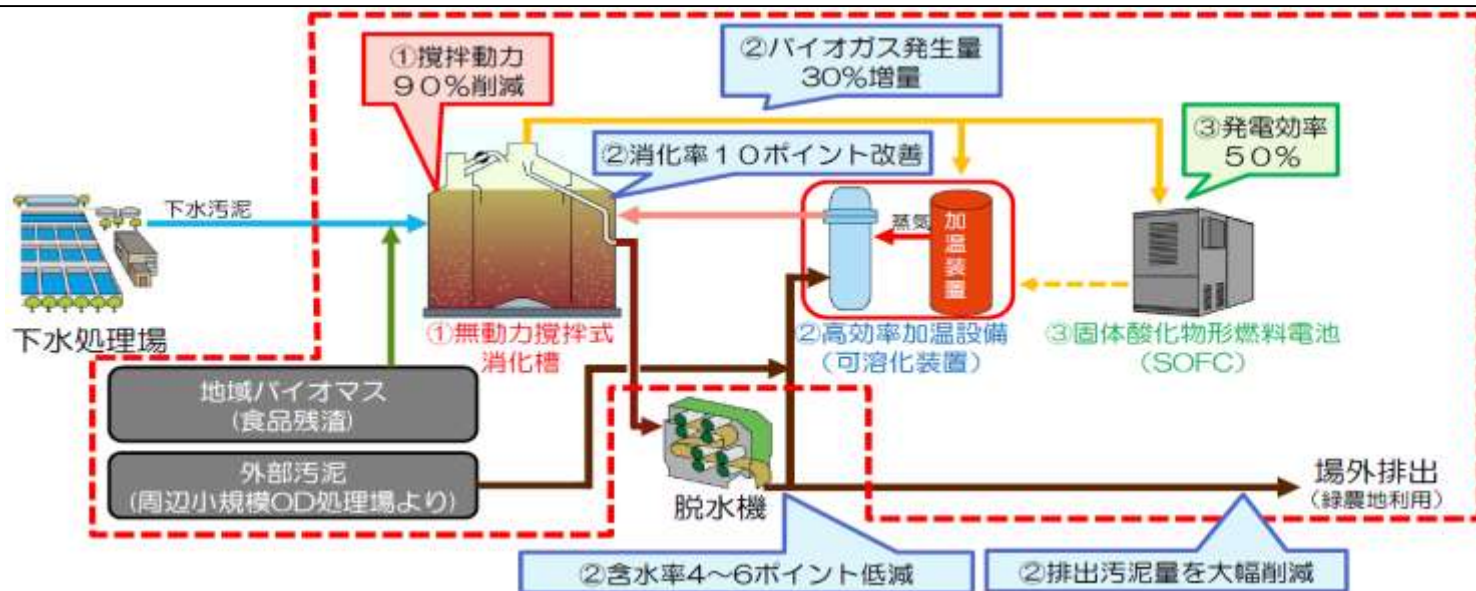 ①撹拌動力
90%削減
②バイオガス発生量
30%増量
③発電効率
50%
②消化率10ポイント改善
下水汚泥
蒸気
加温装置
下水処理場
①無動力撹拌式
消化槽
②高効率加温設備
(可溶化装置)
③固体酸化物形燃料電池
(SOFC)
地域バイオマス
(食品残渣)
外部汚泥
(周辺小規模OD処理場より)
脱水機
場外排出
(緑農地利用)
②含水率4~6ポイント低減
②排出汚泥量を大幅削減